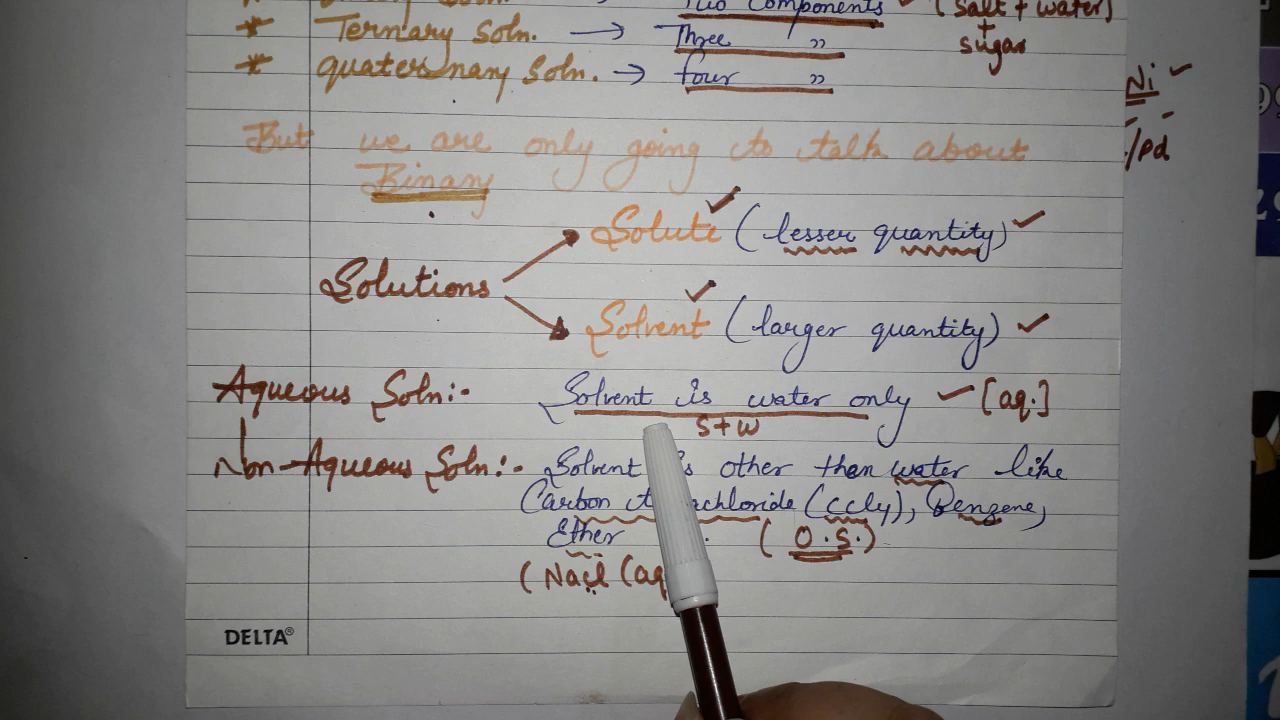 Two Components ✓ (Salt + water)
* Ternary Soln. → Three " + sugar
* quaternary Soln. → four "
Ni ✓
/Pd
But we are only going to talk about
Binary
Solute ✓ (lesser quantity) ✓
Solutions
Solvent ✓ (larger quantity) ✓
Aqueous Soln:- Solvent is water only ✓ [aq.]
S+W
Non-Aqueous Soln:- Solvent is other than water like
Carbon chloride (CCl4), Benzene,
Ether (O.S.)
(NaCl (aq
DELTA®